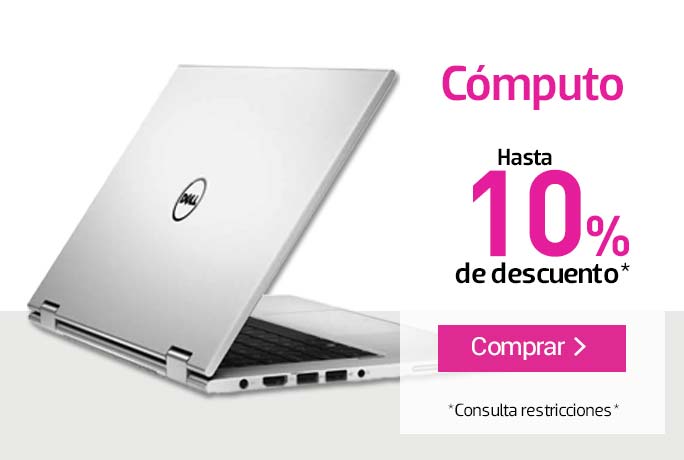 Cómputo
Hasta
10%
de descuento*
DELL
Comprar >
*Consulta restricciones*